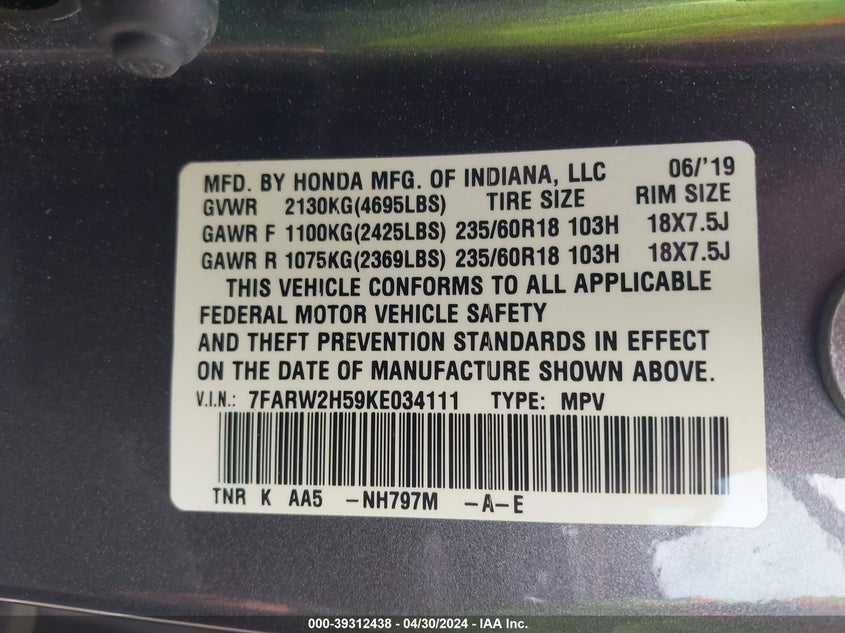 MFD. BY HONDA MFG. OF INDIANA, LLC 06/'19
GVWR 2130KG(4695LBS) TIRE SIZE RIM SIZE
GAWR F 1100KG(2425LBS) 235/60R18 103H 18X7.5J
GAWR R 1075KG(2369LBS) 235/60R18 103H 18X7.5J
THIS VEHICLE CONFORMS TO ALL APPLICABLE
FEDERAL MOTOR VEHICLE SAFETY
AND THEFT PREVENTION STANDARDS IN EFFECT
ON THE DATE OF MANUFACTURE SHOWN ABOVE.
V.I.N.: 7FARW2H59KE034111 TYPE: MPV
TNR K AA5 -NH797M -A-E
000-39312438 - 04/30/2024 - IAA Inc.